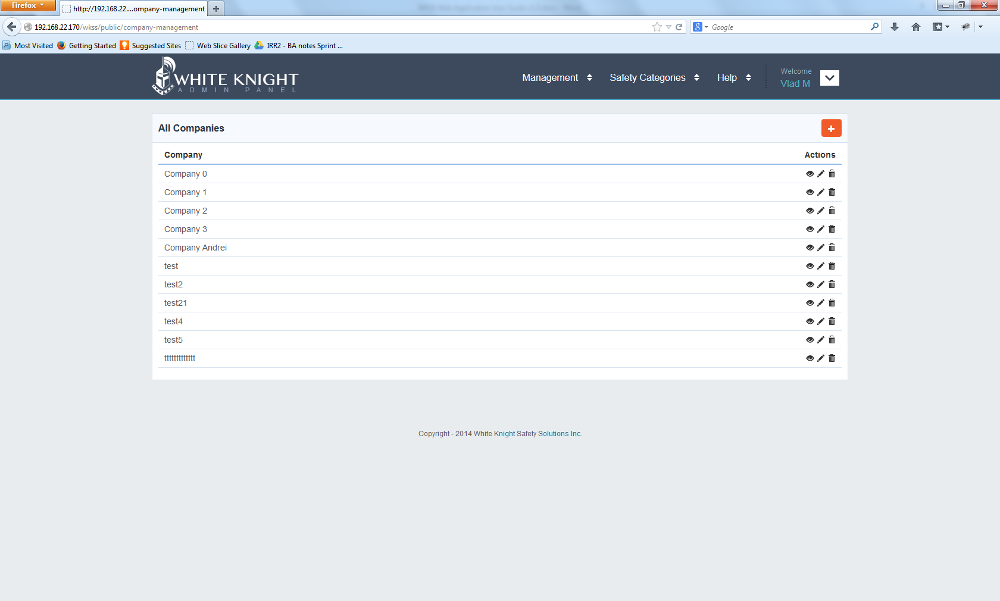 Firefox
http://192.168.22....ompany-management
192.168.22.170/wkss/public/company-management
8
Google
Most Visited
Getting Started
Suggested Sites
Web Slice Gallery
IRR2 - BA notes Sprint ...
WHITE KNIGHT
ADMIN PANEL
Management
Safety Categories
Help
Welcome
Vlad M
All Companies
+
Company Actions
Company 0
Company 1
Company 2
Company 3
Company Andrei
test
test2
test21
test4
test5
ttttttttttttt
Copyright - 2014 White Knight Safety Solutions Inc.